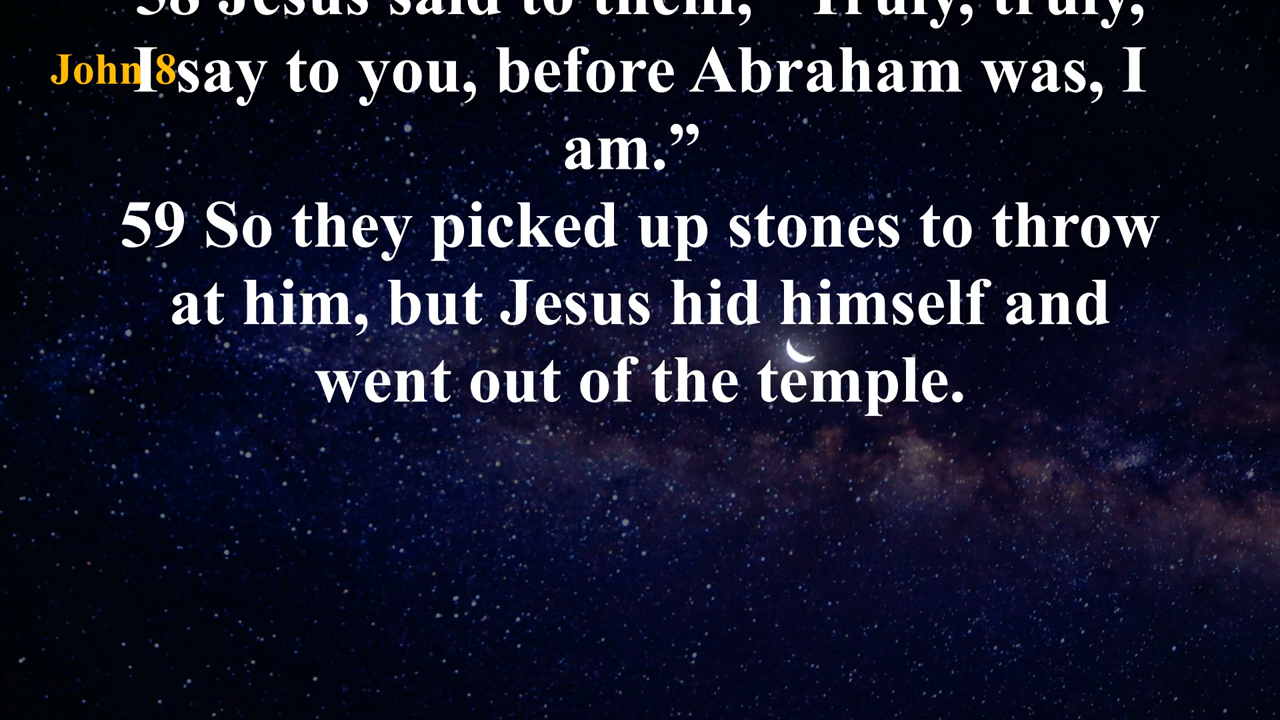 58 Jesus said to them, “Truly, truly,
John 8
I say to you, before Abraham was, I
am.”
59 So they picked up stones to throw
at him, but Jesus hid himself and
went out of the temple.